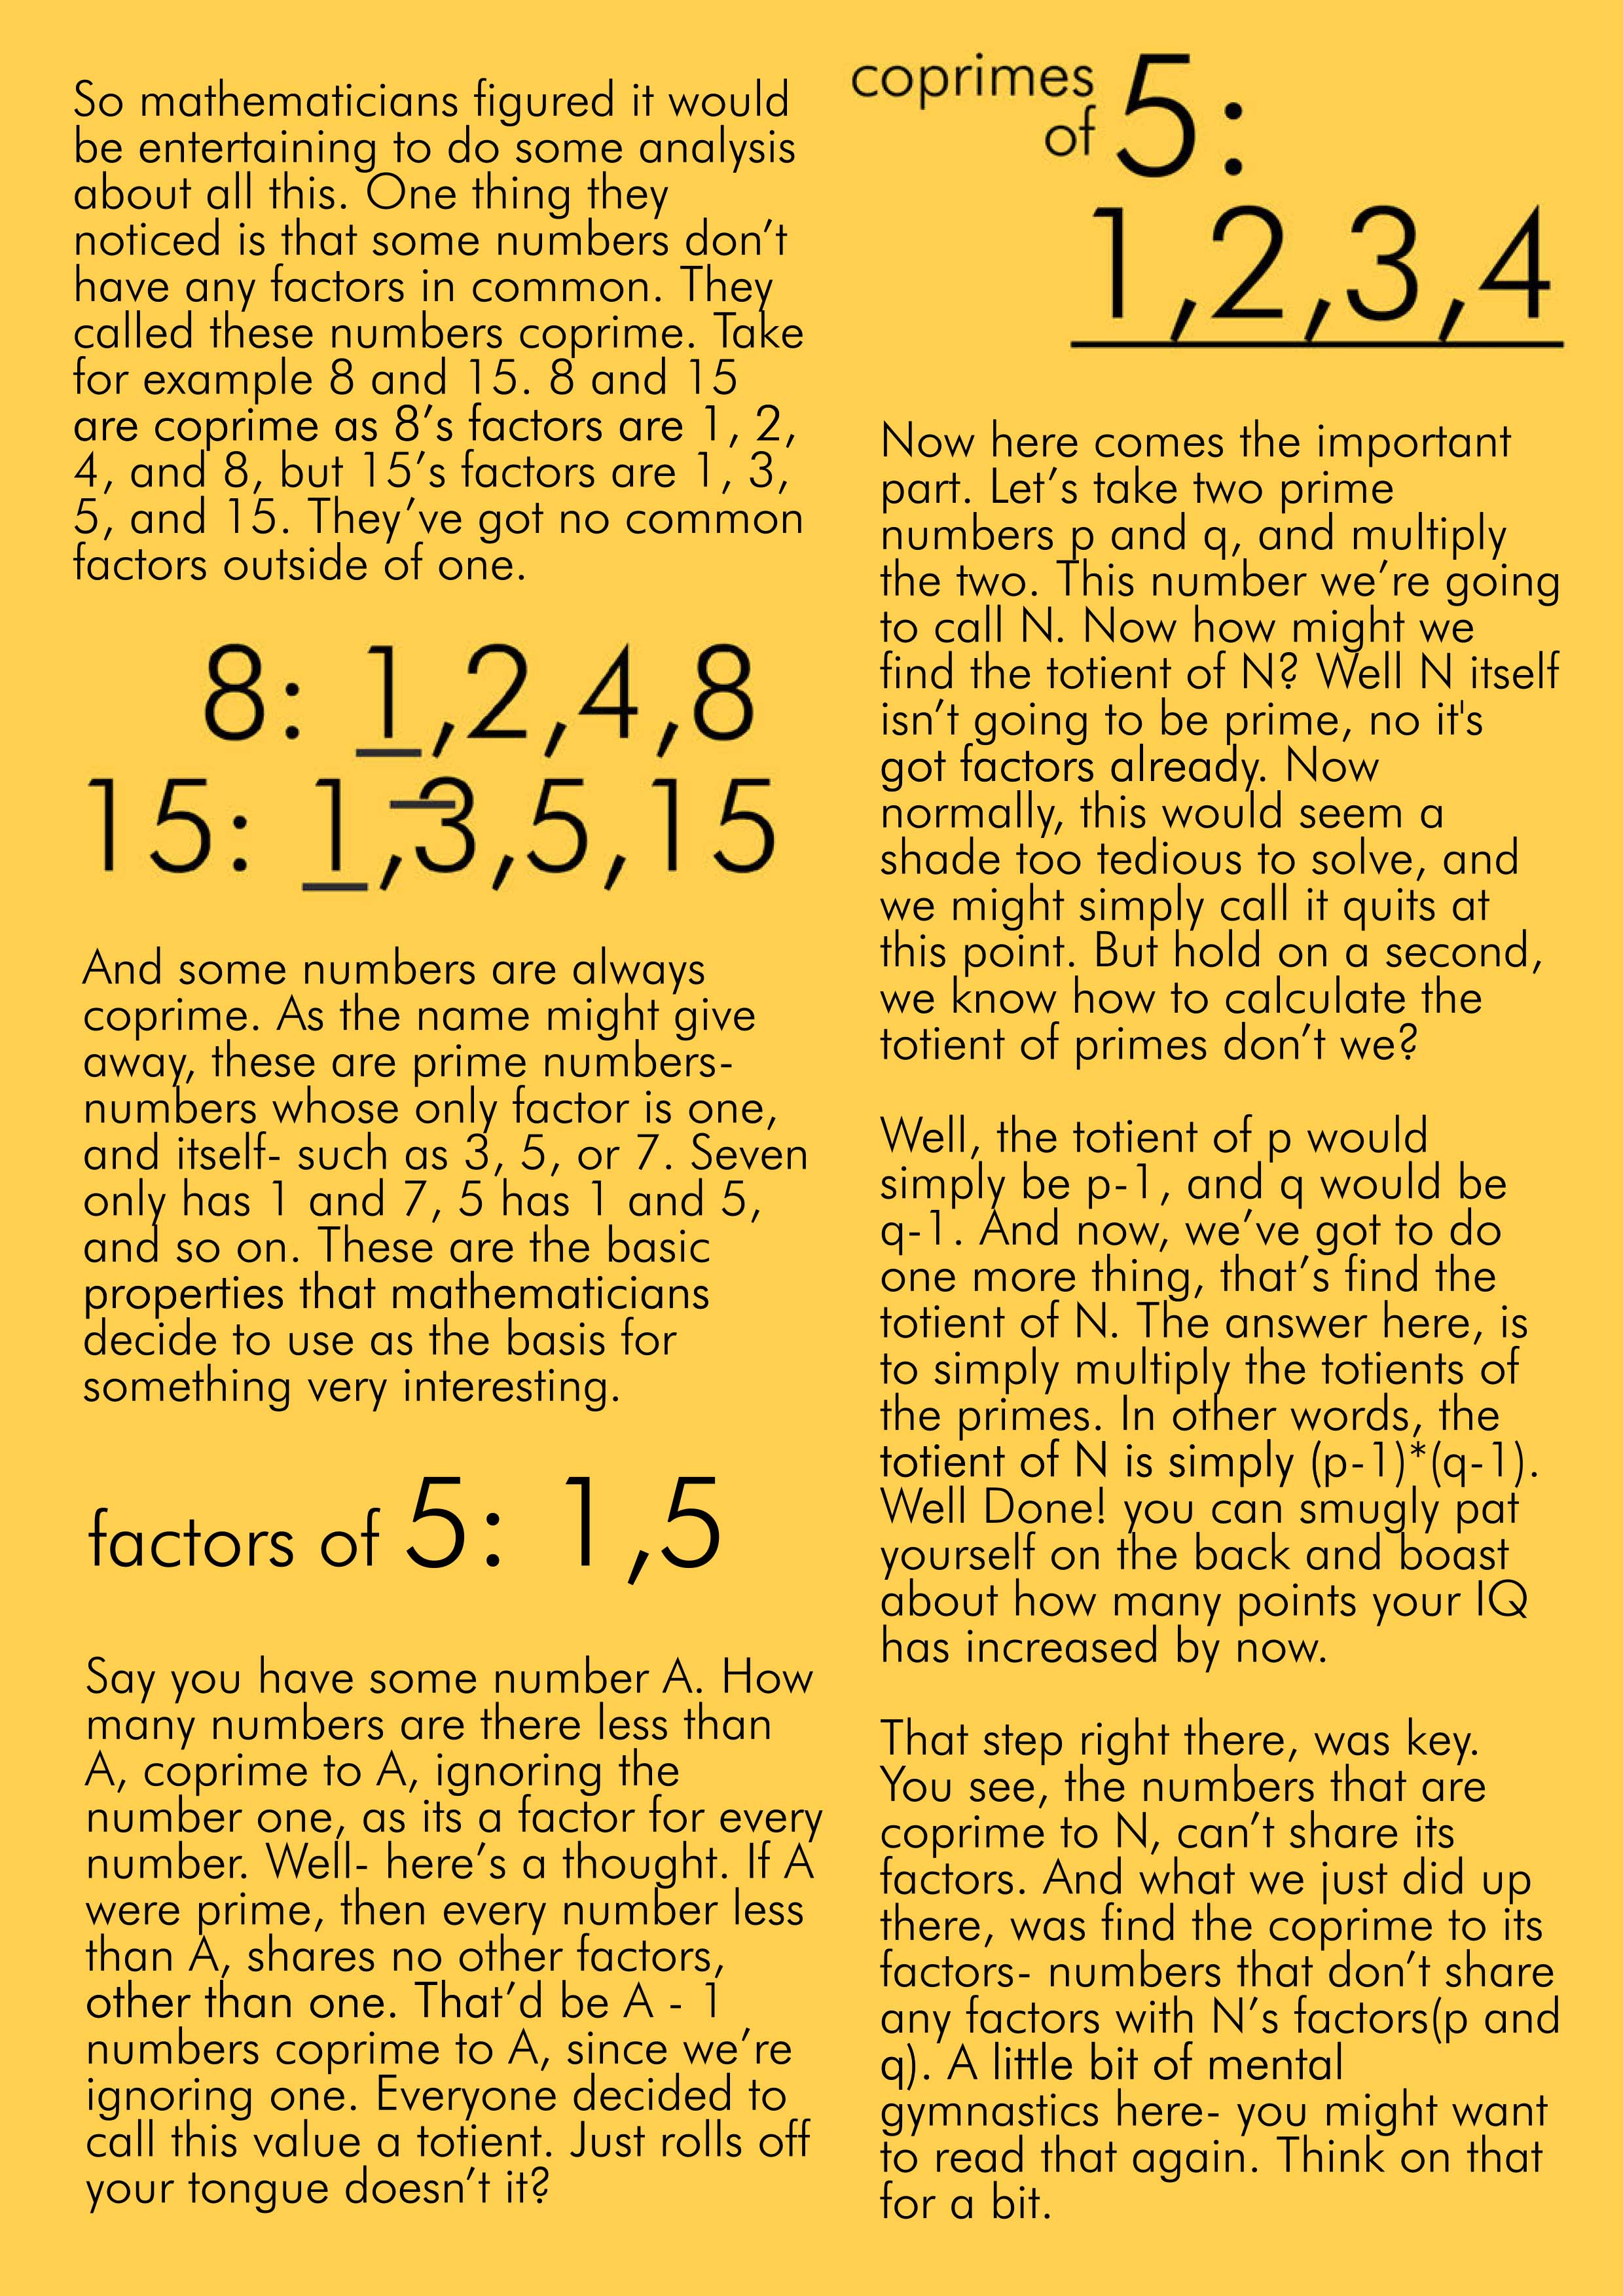 So mathematicians figured it would
be entertaining to do some analysis
about all this. One thing they
noticed is that some numbers don’t
have any factors in common. They
called these numbers coprime. Take
for example 8 and 15. 8 and 15
are coprime as 8’s factors are 1, 2,
4, and 8, but 15’s factors are 1, 3,
5, and 15. They’ve got no common
factors outside of one.
8: 1,2,4,8
15: 1,3,5,15
And some numbers are always
coprime. As the name might give
away, these are prime numbers-
numbers whose only factor is one,
and itself- such as 3, 5, or 7. Seven
only has 1 and 7, 5 has 1 and 5,
and so on. These are the basic
properties that mathematicians
decide to use as the basis for
something very interesting.
factors of 5: 1,5
Say you have some number A. How
many numbers are there less than
A, coprime to A, ignoring the
number one, as its a factor for every
number. Well- here’s a thought. If A
were prime, then every number less
than A, shares no other factors,
other than one. That’d be A - 1
numbers coprime to A, since we’re
ignoring one. Everyone decided to
call this value a totient. Just rolls off
your tongue doesn’t it?
coprimes
of 5:
1,2,3,4
Now here comes the important
part. Let’s take two prime
numbers p and q, and multiply
the two. This number we’re going
to call N. Now how might we
find the totient of N? Well N itself
isn’t going to be prime, no it's
got factors already. Now
normally, this would seem a
shade too tedious to solve, and
we might simply call it quits at
this point. But hold on a second,
we know how to calculate the
totient of primes don’t we?
Well, the totient of p would
simply be p-1, and q would be
q-1. And now, we’ve got to do
one more thing, that’s find the
totient of N. The answer here, is
to simply multiply the totients of
the primes. In other words, the
totient of N is simply (p-1)*(q-1).
Well Done! you can smugly pat
yourself on the back and boast
about how many points your IQ
has increased by now.
That step right there, was key.
You see, the numbers that are
coprime to N, can’t share its
factors. And what we just did up
there, was find the coprime to its
factors- numbers that don’t share
any factors with N’s factors(p and
q). A little bit of mental
gymnastics here- you might want
to read that again. Think on that
for a bit.